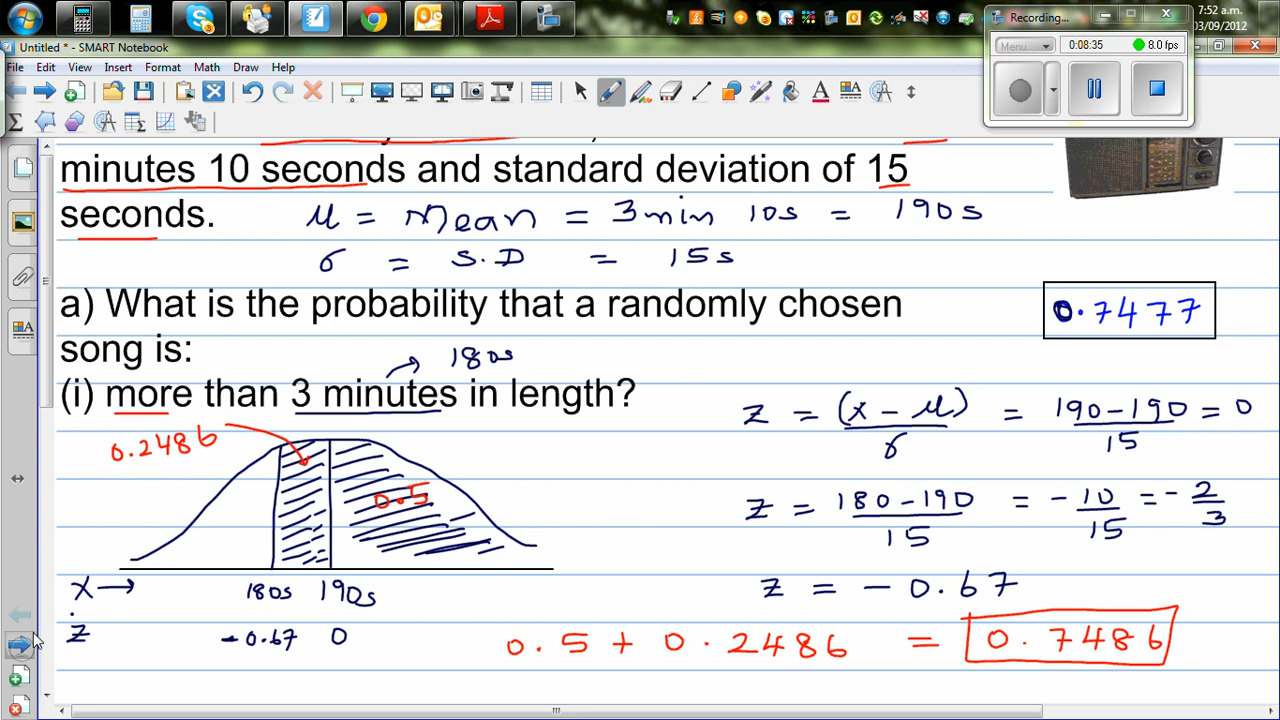 Recording...
7:52 a.m.
03/09/2012
Untitled * - SMART Notebook
Menu
0:08:35
8.0 fps
File Edit View Insert Format Math Draw Help
minutes 10 seconds and standard deviation of 15
seconds.
μ = Mean = 3min 10s = 190s
σ = S.D = 15s
a) What is the probability that a randomly chosen
song is:
0.7477
180s
(i) more than 3 minutes in length?
0.2486
z = (x - μ) / σ = 190-190 / 15 = 0
0.5
z = 180-190 / 15 = - 10 / 15 = - 2 / 3
X → 180s 190s
z = - 0.67
z -0.67 0
0.5 + 0.2486 = 0.7486